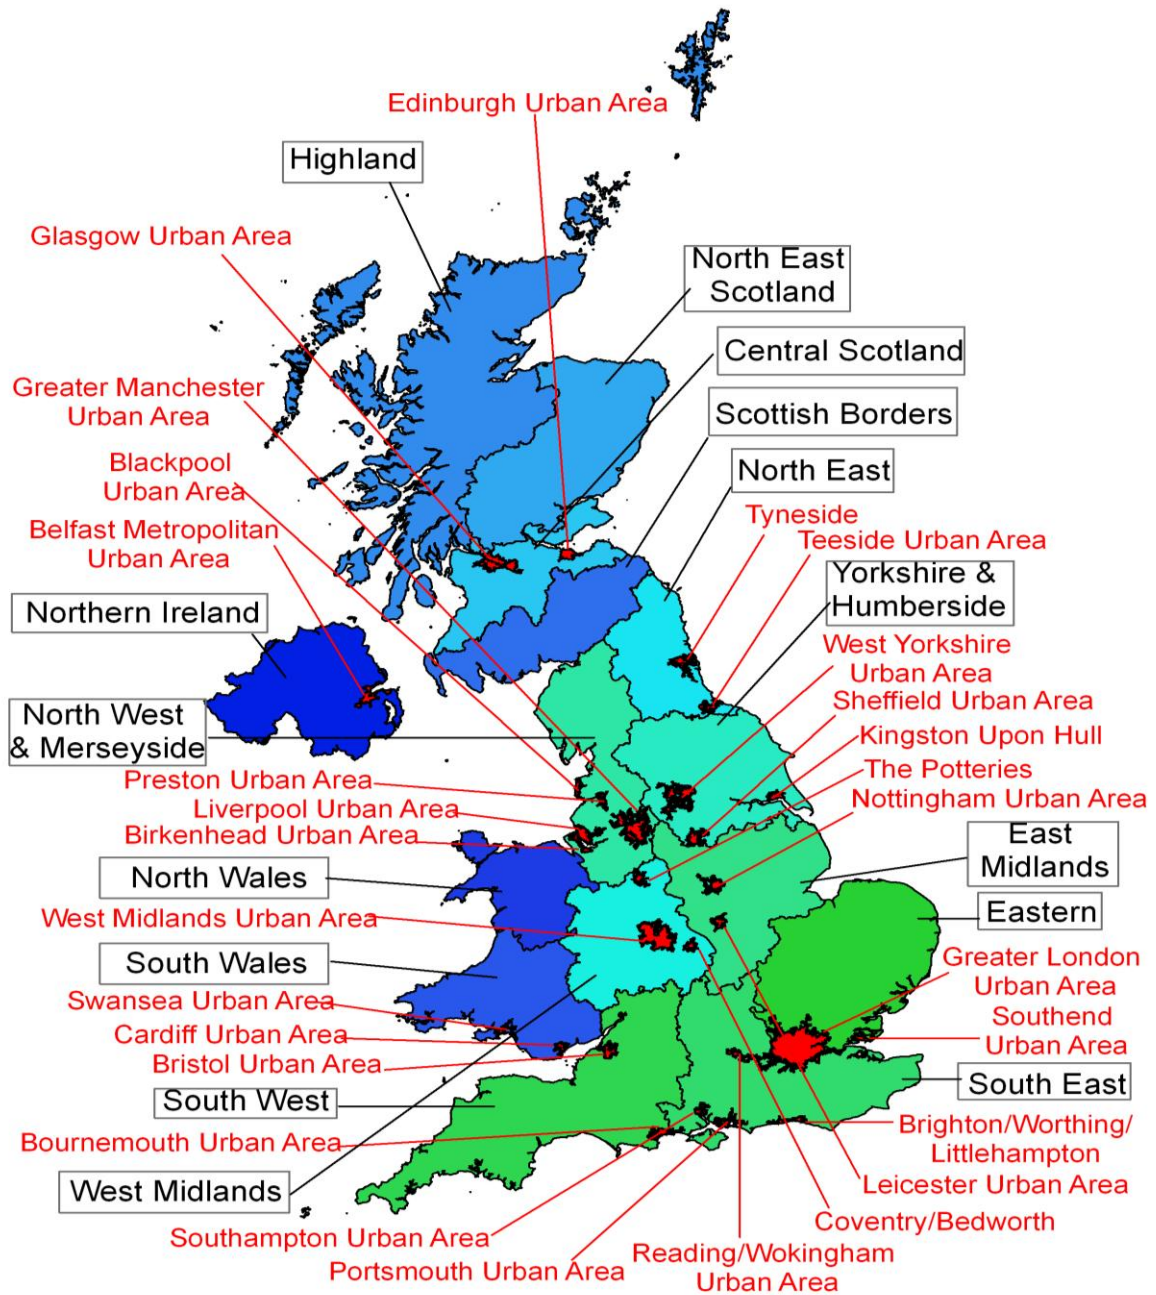 Edinburgh Urban Area
Highland
Glasgow Urban Area
North East
Scotland
Central Scotland
Greater Manchester
Urban Area
Scottish Borders
Blackpool
Urban Area
North East
Belfast Metropolitan
Urban Area
Tyneside
Teeside Urban Area
Yorkshire &
Humberside
Northern Ireland
West Yorkshire
Urban Area
Sheffield Urban Area
North West
& Merseyside
Kingston Upon Hull
The Potteries
Preston Urban Area
Nottingham Urban Area
Liverpool Urban Area
Birkenhead Urban Area
East
Midlands
North Wales
West Midlands Urban Area
Eastern
South Wales
Greater London
Urban Area
Swansea Urban Area
Southend
Urban Area
Cardiff Urban Area
Bristol Urban Area
South East
South West
Bournemouth Urban Area
Brighton/Worthing/
Littlehampton
West Midlands
Leicester Urban Area
Coventry/Bedworth
Southampton Urban Area
Portsmouth Urban Area
Reading/Wokingham
Urban Area